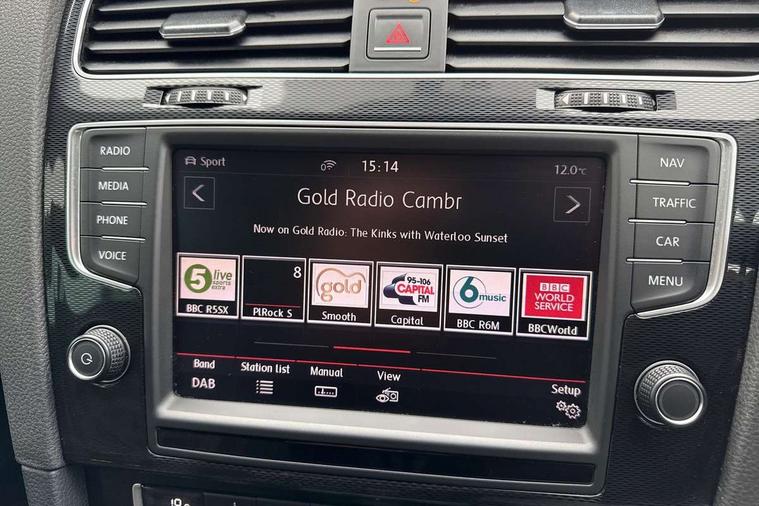 RADIO
MEDIA
PHONE
VOICE
Sport
0
15:14
12.0°C
Gold Radio Cambr
Now on Gold Radio: The Kinks with Waterloo Sunset
5 live
sports
extra
BBC R5SX
8
PlRock S
gold
Smooth
95-106
CAPITAL
FM
Capital
6 music
BBC R6M
BBC
WORLD
SERVICE
BBCWorld
Band
DAB
Station list
Manual
View
Setup
NAV
TRAFFIC
CAR
MENU